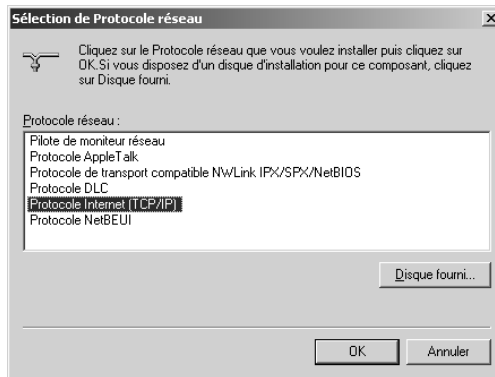 Sélection de Protocole réseau
Cliquez sur le Protocole réseau que vous voulez installer puis cliquez sur
OK.Si vous disposez d'un disque d'installation pour ce composant, cliquez
sur Disque fourni.
Protocole réseau :
Pilote de moniteur réseau
Protocole AppleTalk
Protocole de transport compatible NWLink IPX/SPX/NetBIOS
Protocole DLC
Protocole Internet (TCP/IP)
Protocole NetBEUI
Disque fourni...
OK
Annuler